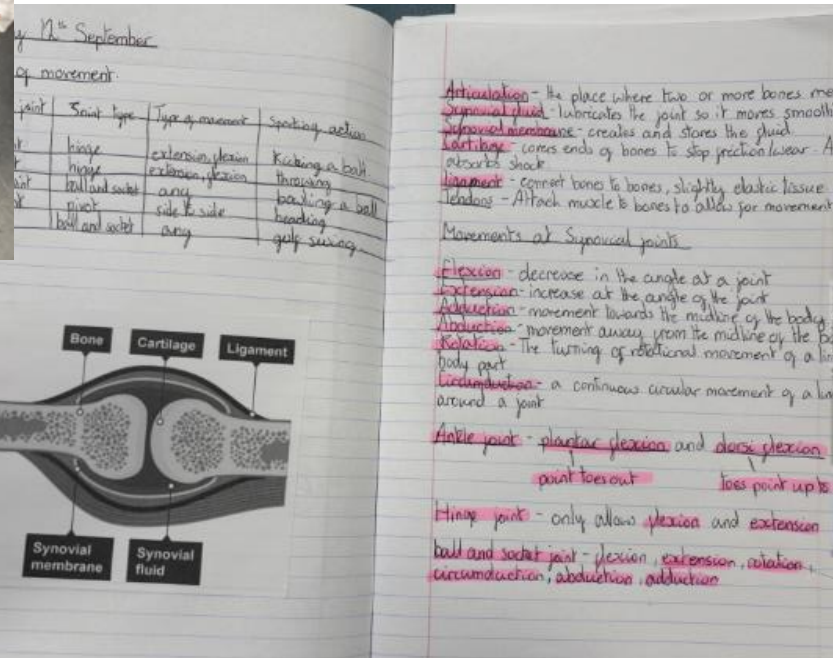 y 12th September
of movement.
joint | Joint type | Type of movement | Sporting action
hinge | extension, flexion | Kicking a ball
hinge | extension, flexion | throwing
ball and socket | any | bowling a ball
pivot | side to side | heading
ball and socket | any | golf swing
Bone
Cartilage
Ligament
Synovial
membrane
Synovial
fluid
Articulation - the place where two or more bones me
Synovial fluid - lubricates the joint so it moves smooth
Synovial membrane - creates and stores the fluid.
Cartilage - covers ends of bones to stop friction/wear - A
absorbs shock
ligament - connect bones to bones, slightly elastic tissue
Tendons - Attach muscle to bones to allow for movement
Movements at Synovial joints
Flexion - decrease in the angle at a joint
Extension - increase at the angle of the joint
Adduction - movement towards the midline of the body
Abduction - movement away from the midline of the bo
Rotation - The turning or rotational movement of a lim
body part
Circumduction - a continuous circular movement of a lim
around a joint
Ankle joint - plantar flexion and dorsi flexion
point toes out
toes point up to
Hinge joint - only allows flexion and extension
ball and socket joint - flexion, extension, rotation,
circumduction, abduction, adduction